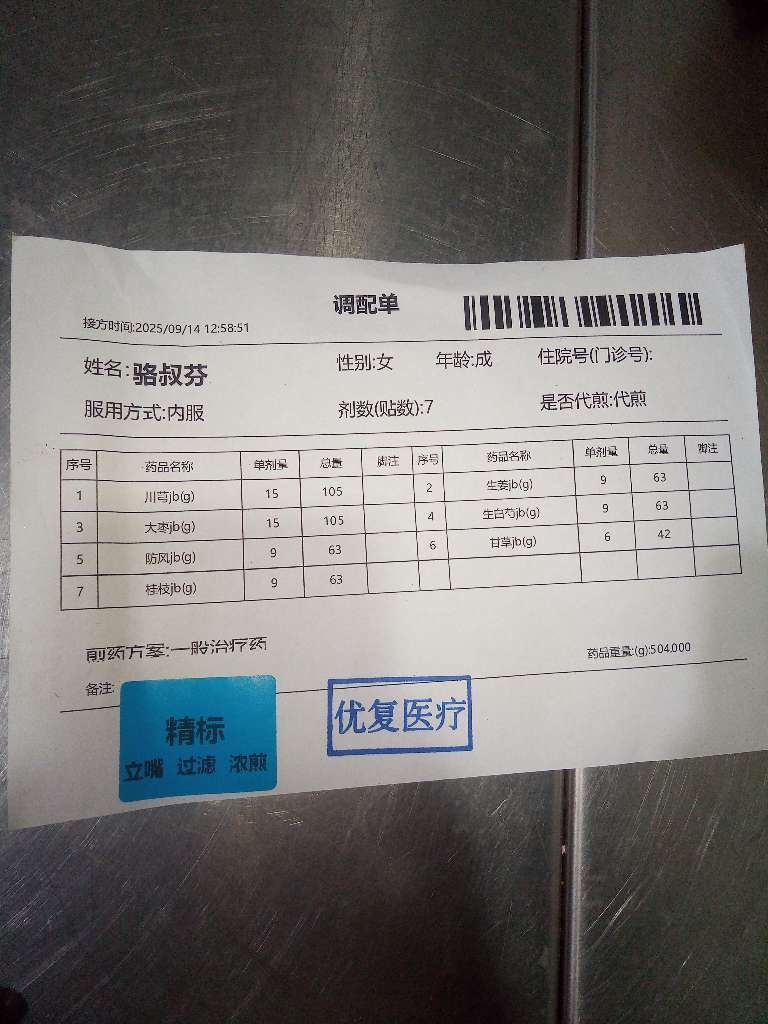 调配单
接方时间:2025/09/14 12:58:51
姓名:骆叔芬 性别:女 年龄:成 住院号(门诊号):
服用方式:内服 剂数(贴数):7 是否代煎:代煎
序号 药品名称 单剂量 总量 脚注 序号 药品名称 单剂量 总量 脚注
1 川芎jb(g) 15 105 2 生姜jb(g) 9 63
3 大枣jb(g) 15 105 4 生白芍jb(g) 9 63
5 防风jb(g) 9 63 6 甘草jb(g) 6 42
7 桂枝jb(g) 9 63
煎药方案:一般治疗药 药品重量:(g):504.000
备注:
精标
立嘴 过滤 浓煎
优复医疗